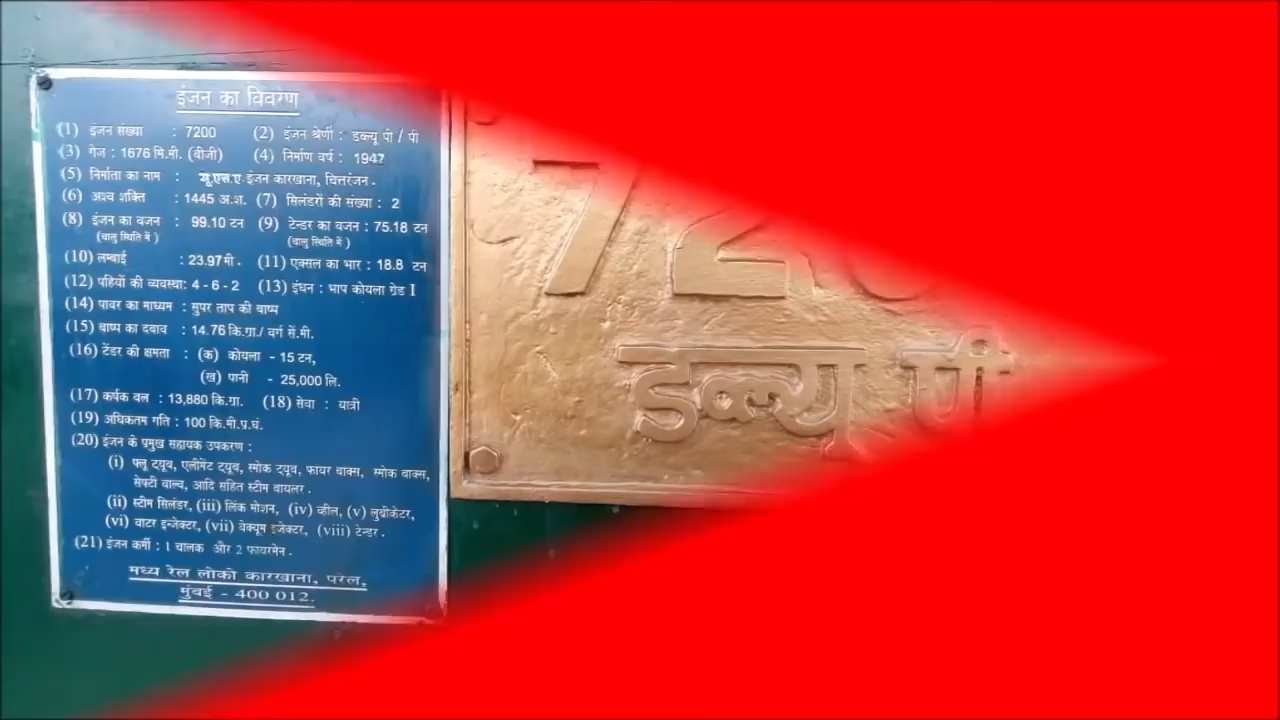 इंजन का विवरण
(1) इंजन संख्या : 7200 (2) इंजन श्रेणी : डब्ल्यू पी / पी
(3) गेज : 1676 मि.मी. (बीजी) (4) निर्माण वर्ष : 1947
(5) निर्माता का नाम : यू.एस.ए. इंजन कारखाना, चित्तरंजन.
(6) अश्व शक्ति : 1445 अ.श. (7) सिलंडरों की संख्या : 2
(8) इंजन का वजन : 99.10 टन (9) टेन्डर का वजन : 75.18 टन
(चालु स्थिति में) (चालु स्थिति में)
(10) लम्बाई : 23.97 मी. (11) एक्सल का भार : 18.8 टन
(12) पहियों की व्यवस्था: 4 - 6 - 2 (13) इंधन : भाप कोयला ग्रेड I
(14) पावर का माध्यम : सुपर ताप की वाष्प
(15) वाष्प का दबाव : 14.76 कि.ग्रा./ वर्ग सें.मी.
(16) टेंडर की क्षमता : (क) कोयला - 15 टन,
(ख) पानी - 25,000 लि.
(17) कर्षक बल : 13,880 कि.ग्रा. (18) सेवा : यात्री
(19) अधिकतम गति : 100 कि.मी.प्र.घं.
(20) इंजन के प्रमुख सहायक उपकरण :
(i) फ्लू ट्यूब, एलीमेंट ट्यूब, स्मोक ट्यूब, फायर बाक्स, स्मोक बाक्स,
सेफ्टी वाल्व, आदि सहित स्टीम बायलर.
(ii) स्टीम सिलंडर, (iii) लिंक मोशन, (iv) व्हील, (v) लुब्रीकेटर,
(vi) वाटर इन्जेक्टर, (vii) वेक्यूम इजेक्टर, (viii) टेन्डर.
(21) इंजन कर्मी : 1 चालक और 2 फायरमेन.
मध्य रेल लोको कारखाना, परेल,
मुंबई - 400 012.
720
डब्ल्यू पी